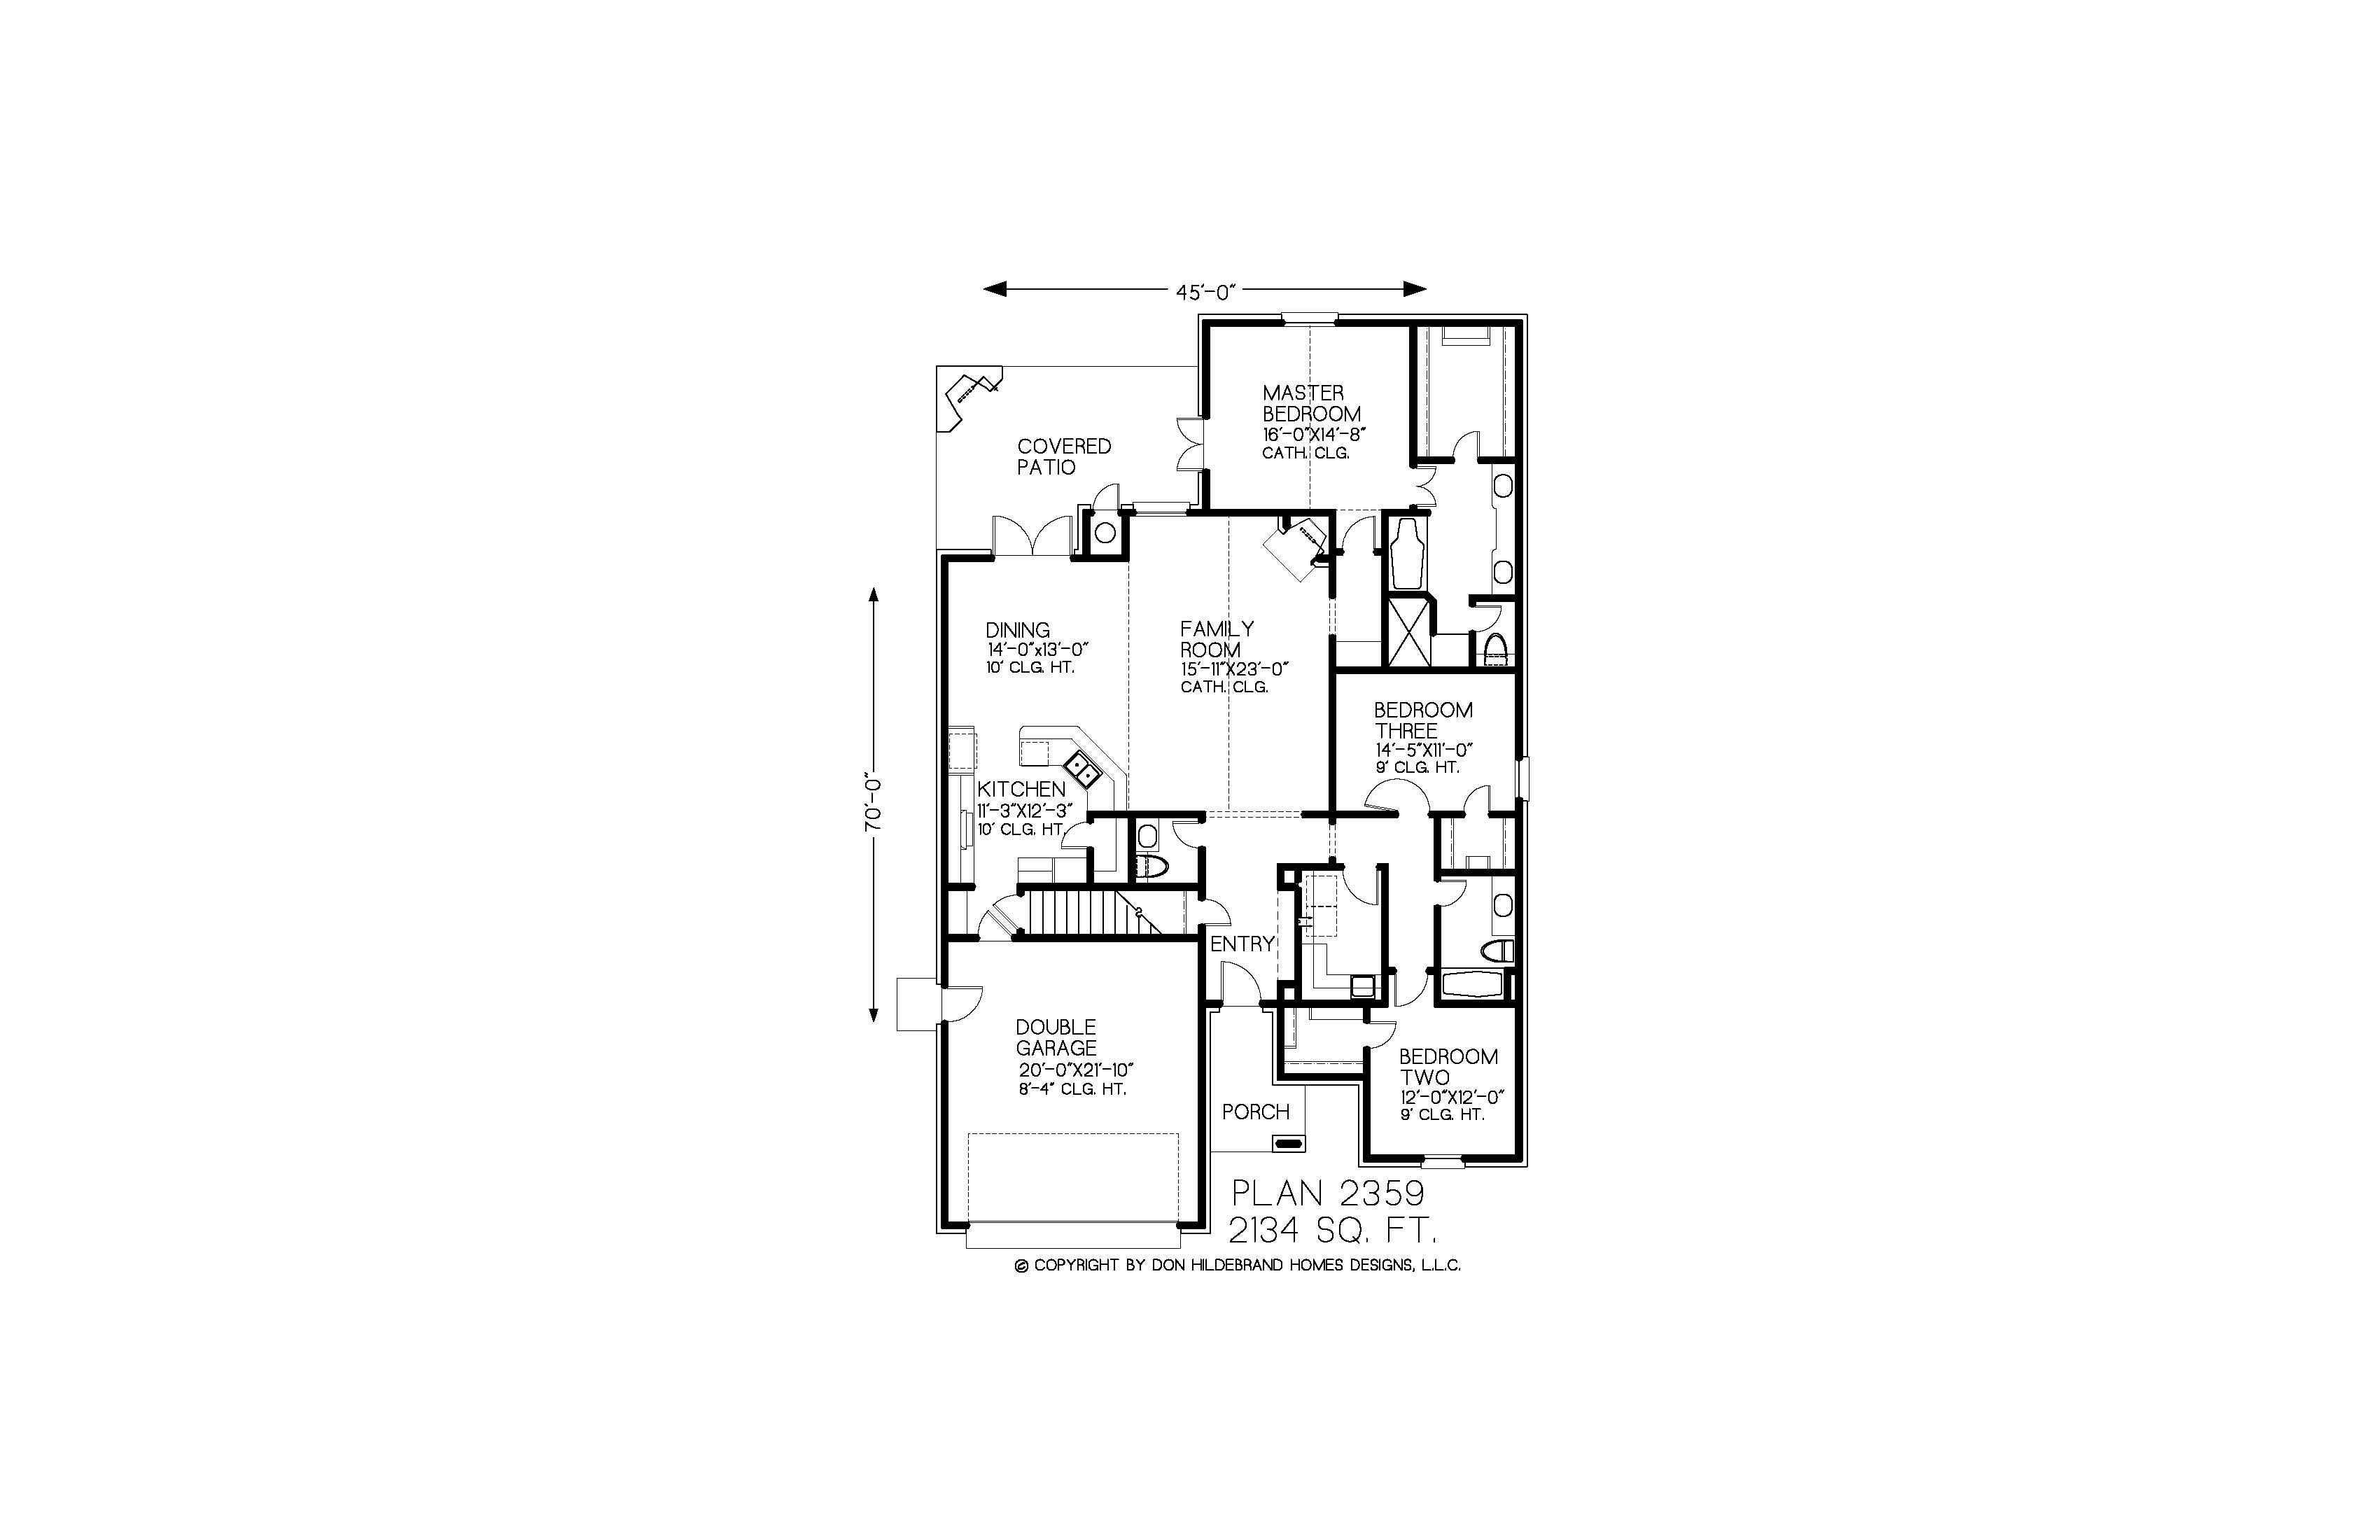 45'-0"
MASTER
BEDROOM
16'-0"X14'-8"
CATH. CLG.
COVERED
PATIO
DINING
14'-0"x13'-0"
10' CLG. HT.
FAMILY
ROOM
15'-11"X23'-0"
CATH. CLG.
BEDROOM
THREE
14'-5"X11'-0"
9' CLG. HT.
70'-0"
KITCHEN
11'-3"X12'-3"
10' CLG. HT.
ENTRY
DOUBLE
GARAGE
20'-0"X21'-10"
8'-4" CLG. HT.
BEDROOM
TWO
12'-0"X12'-0"
9' CLG. HT.
PORCH
PLAN 2359
2134 SQ. FT.
© COPYRIGHT BY DON HILDEBRAND HOMES DESIGNS, L.L.C.